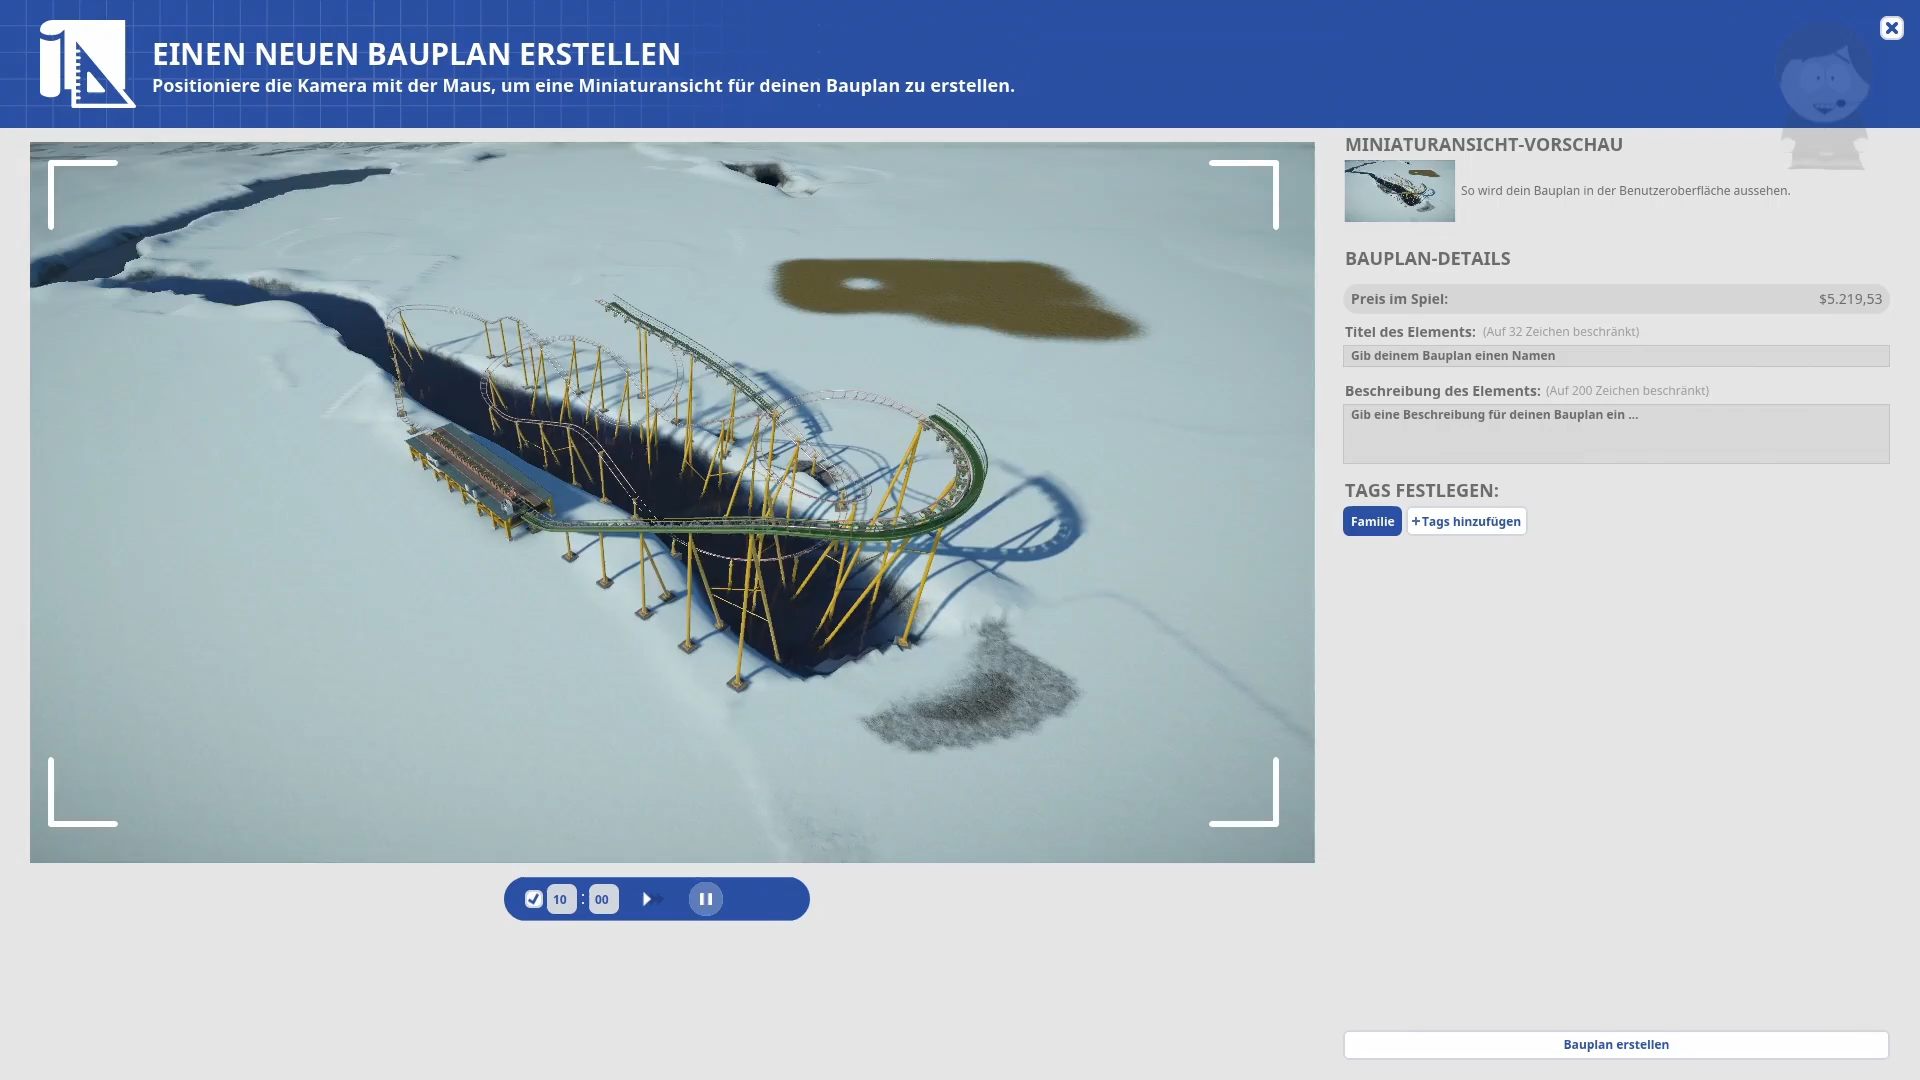 EINEN NEUEN BAUPLAN ERSTELLEN
Positioniere die Kamera mit der Maus, um eine Miniaturansicht für deinen Bauplan zu erstellen.
MINIATURANSICHT-VORSCHAU
So wird dein Bauplan in der Benutzeroberfläche aussehen.
BAUPLAN-DETAILS
Preis im Spiel: $5.219,53
Titel des Elements: (Auf 32 Zeichen beschränkt)
Gib deinem Bauplan einen Namen
Beschreibung des Elements: (Auf 200 Zeichen beschränkt)
Gib eine Beschreibung für deinen Bauplan ein ...
TAGS FESTLEGEN:
Familie +Tags hinzufügen
10 : 00
Bauplan erstellen